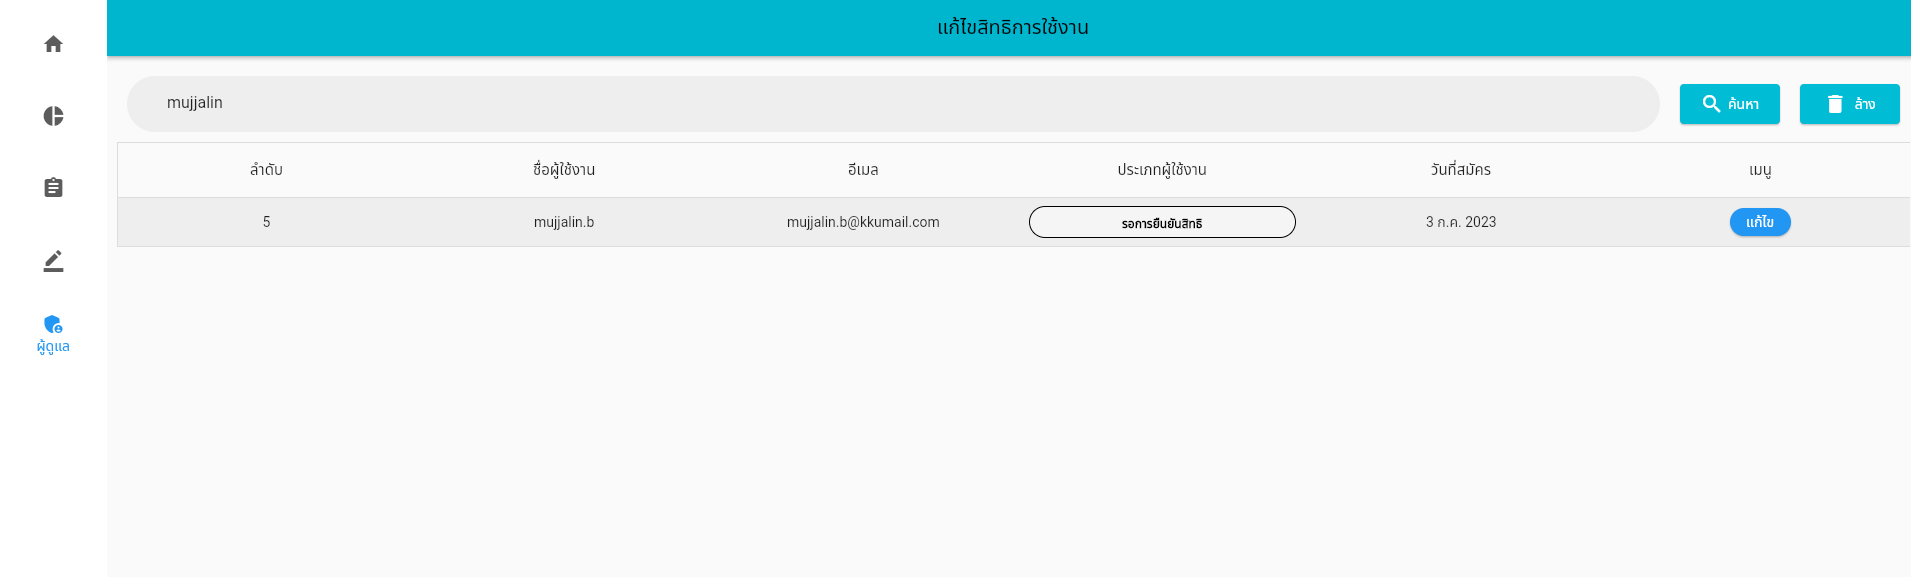 แก้ไขสิทธิการใช้งาน
mujjalin
ค้นหา
ล้าง
ลำดับ ชื่อผู้ใช้งาน อีเมล ประเภทผู้ใช้งาน วันที่สมัคร เมนู
5 mujjalin.b mujjalin.b@kkumail.com รอการยืนยันสิทธิ 3 ก.ค. 2023 แก้ไข
ผู้ดูแล